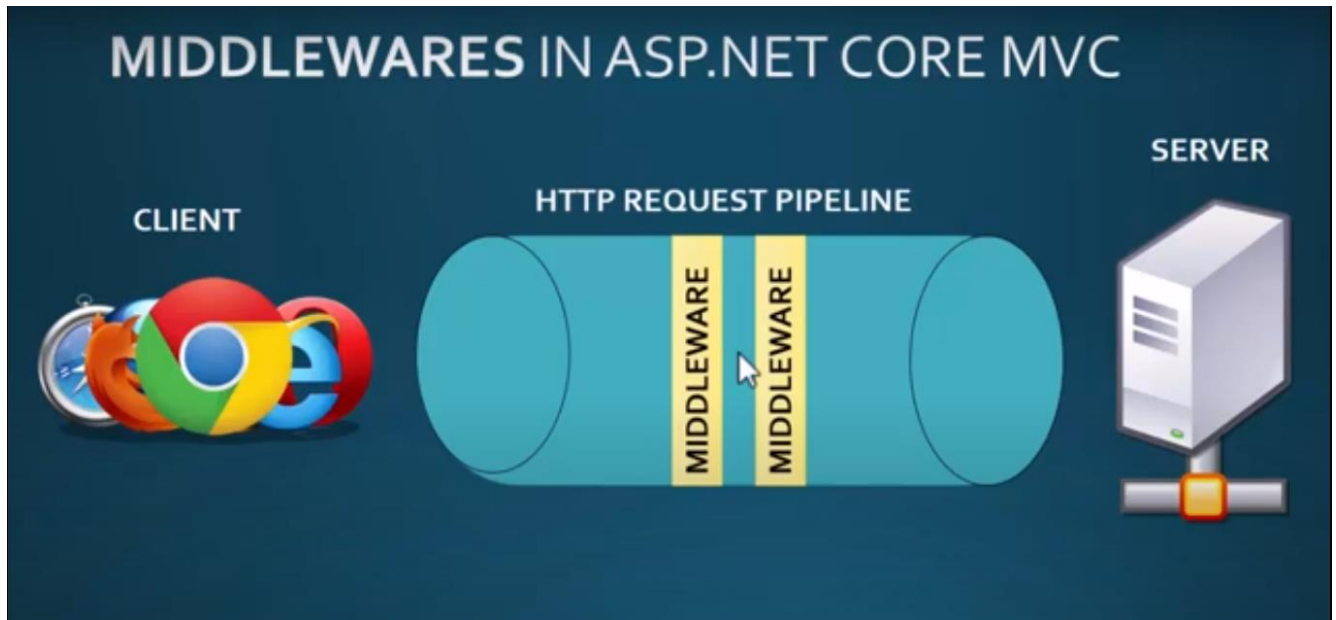 MIDDLEWARES IN ASP.NET CORE MVC
SERVER
HTTP REQUEST PIPELINE
CLIENT
MIDDLEWARE
MIDDLEWARE